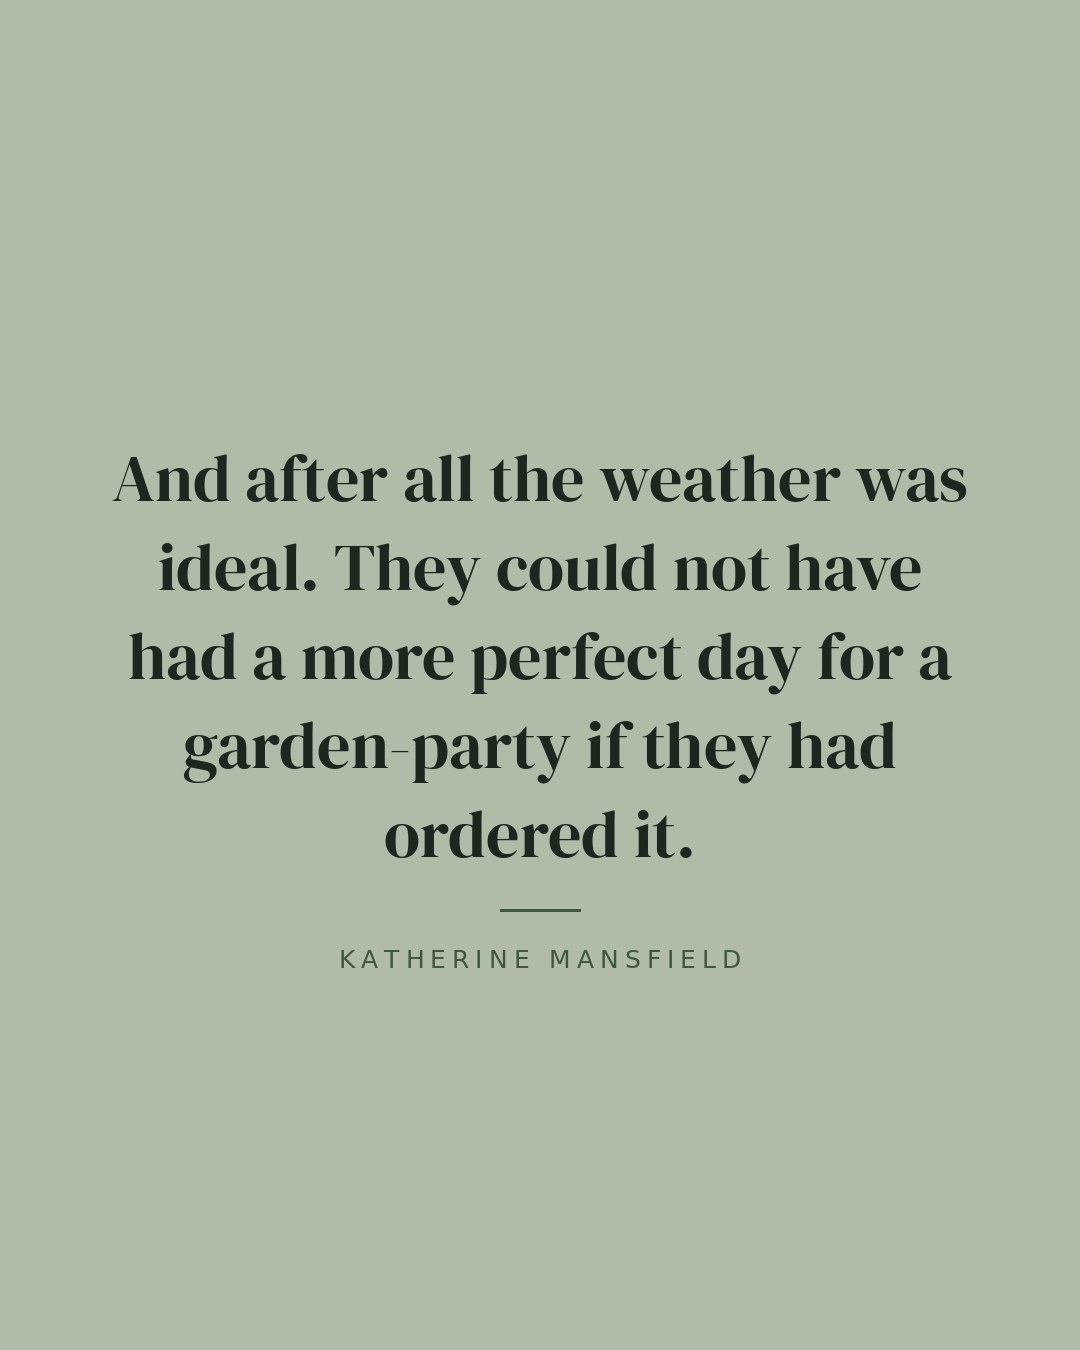 And after all the weather was
ideal. They could not have
had a more perfect day for a
garden-party if they had
ordered it.
KATHERINE MANSFIELD